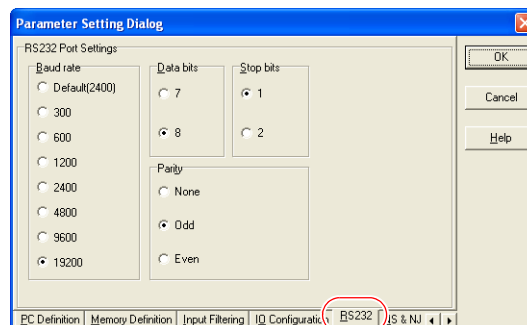 Parameter Setting Dialog
RS232 Port Settings
Baud rate
Default(2400)
300
600
1200
2400
4800
9600
19200
Data bits
7
8
Stop bits
1
2
Parity
None
Odd
Even
OK
Cancel
Help
PC Definition Memory Definition Input Filtering IO Configuration RS232 & NJ